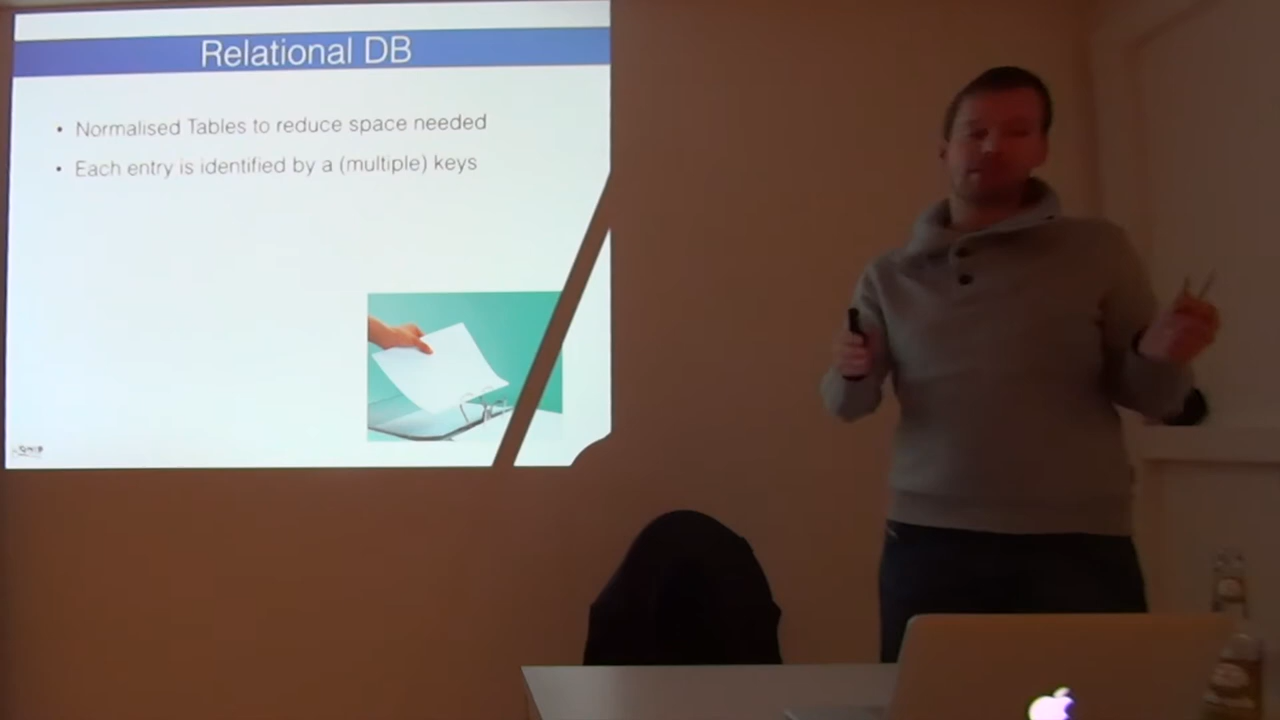 Relational DB
• Normalised Tables to reduce space needed
• Each entry is identified by a (multiple) keys